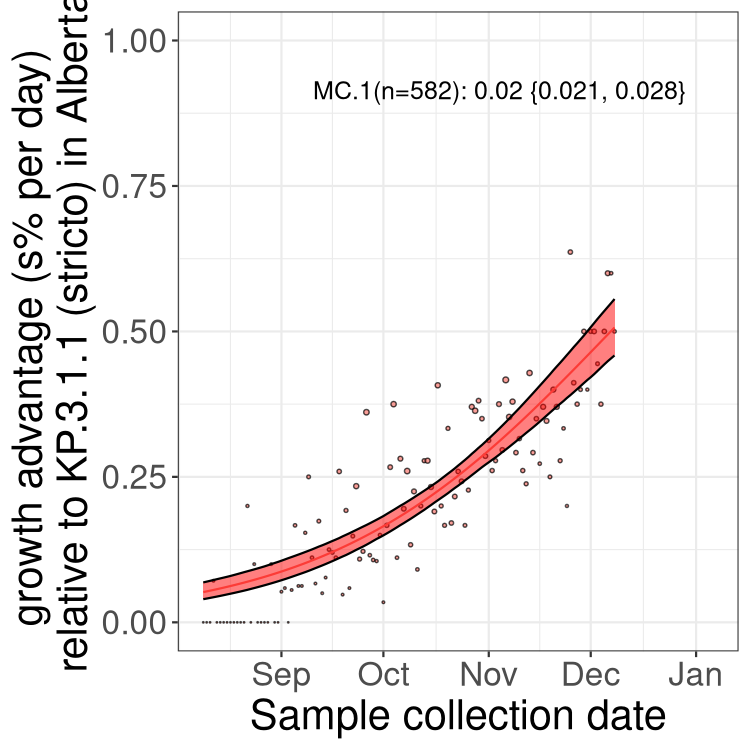 growth advantage (s% per day)
relative to KP.3.1.1 (stricto) in Alberta
1.00
0.75
0.50
0.25
0.00
MC.1(n=582): 0.02 {0.021, 0.028}
Sep Oct Nov Dec Jan
Sample collection date